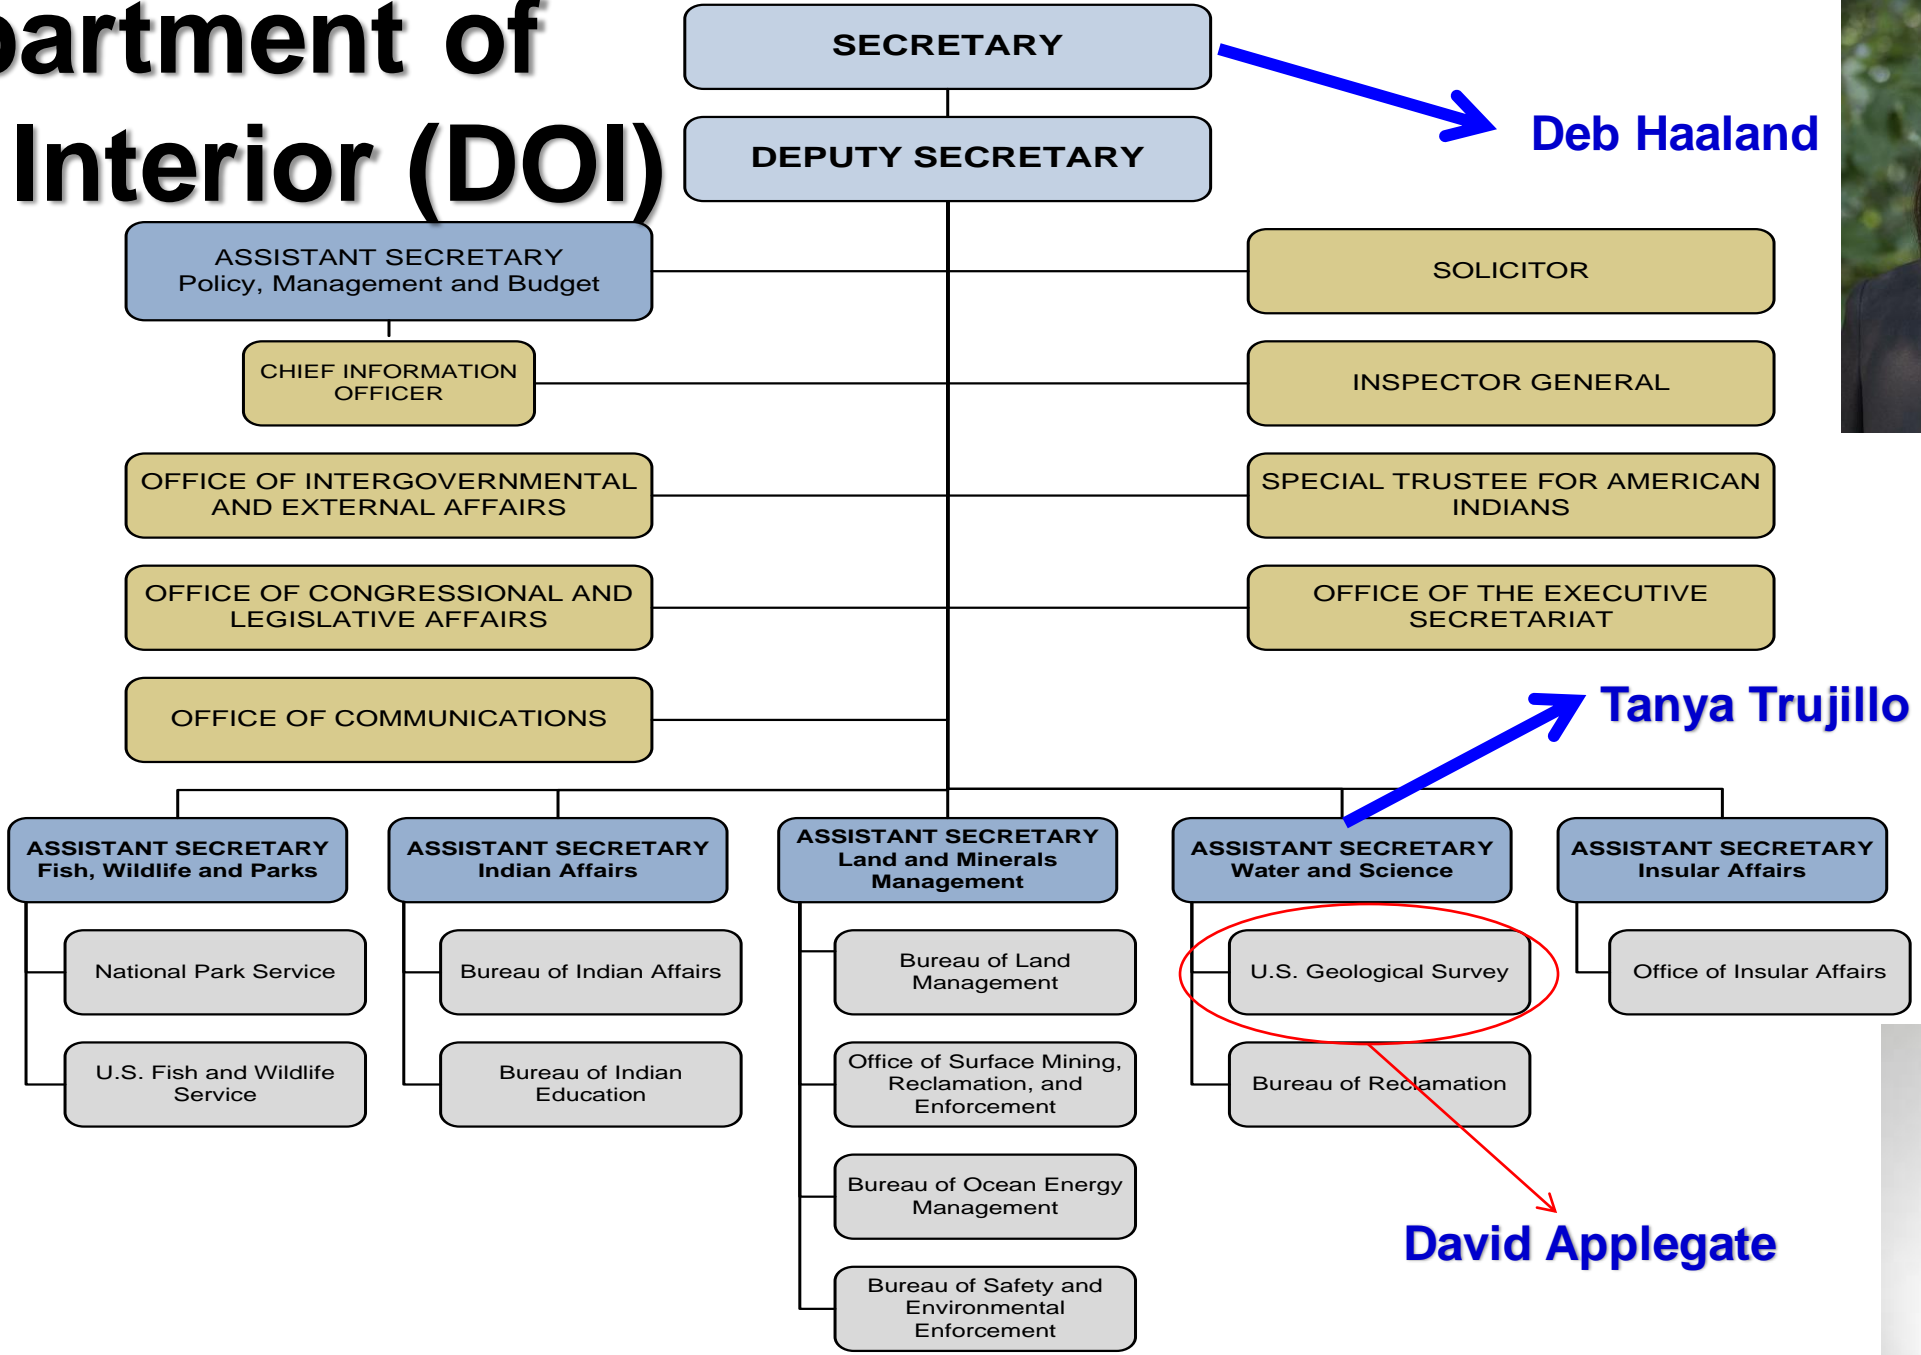 partment of
Interior (DOI)
SECRETARY
DEPUTY SECRETARY
Deb Haaland
ASSISTANT SECRETARY
Policy, Management and Budget
SOLICITOR
CHIEF INFORMATION
OFFICER
INSPECTOR GENERAL
OFFICE OF INTERGOVERNMENTAL
AND EXTERNAL AFFAIRS
SPECIAL TRUSTEE FOR AMERICAN
INDIANS
OFFICE OF CONGRESSIONAL AND
LEGISLATIVE AFFAIRS
OFFICE OF THE EXECUTIVE
SECRETARIAT
OFFICE OF COMMUNICATIONS
Tanya Trujillo
ASSISTANT SECRETARY
Fish, Wildlife and Parks
ASSISTANT SECRETARY
Indian Affairs
ASSISTANT SECRETARY
Land and Minerals
Management
ASSISTANT SECRETARY
Water and Science
ASSISTANT SECRETARY
Insular Affairs
National Park Service
Bureau of Indian Affairs
Bureau of Land
Management
U.S. Geological Survey
Office of Insular Affairs
U.S. Fish and Wildlife
Service
Bureau of Indian
Education
Office of Surface Mining,
Reclamation, and
Enforcement
Bureau of Reclamation
Bureau of Ocean Energy
Management
David Applegate
Bureau of Safety and
Environmental
Enforcement